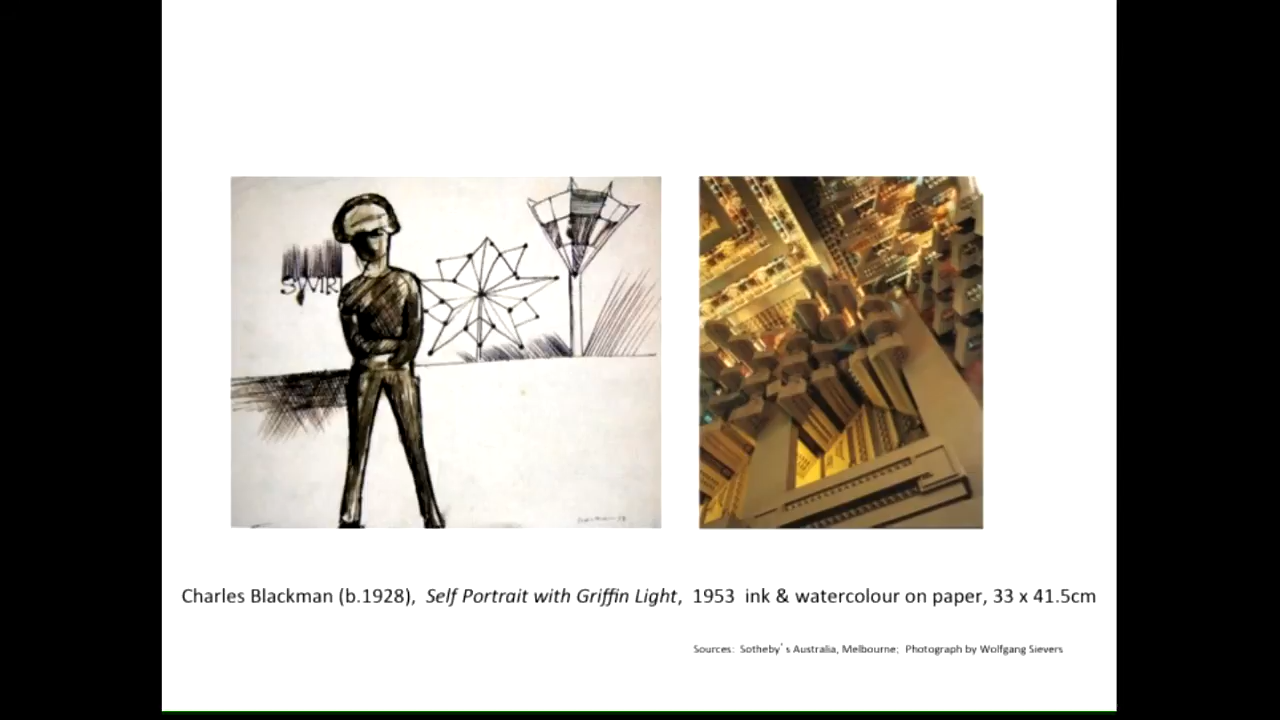 SWIRL
Charles Blackman (b.1928), Self Portrait with Griffin Light, 1953 ink & watercolour on paper, 33 x 41.5cm
Sources: Sotheby's Australia, Melbourne; Photograph by Wolfgang Sievers